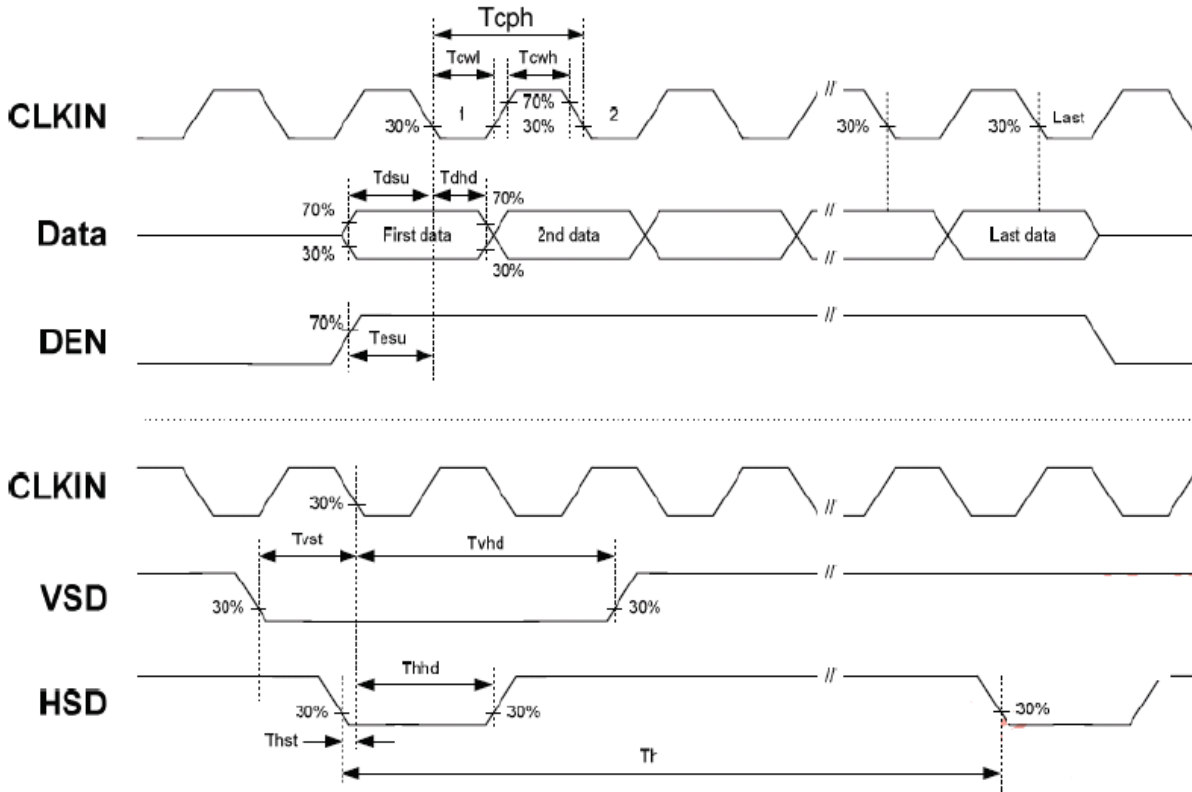 Tcph
Tcwl Tcwh
CLKIN 30% 1 70% 30% 2 // 30% 30% Last
Tdsu Tdhd
70% 70%
Data First data 2nd data // // Last data
30% 30%
DEN 70% //
Tesu
CLKIN 30% //
Tvst Tvhd
VSD 30% 30% //
Thhd
HSD 30% 30% // 30%
Thst
Th